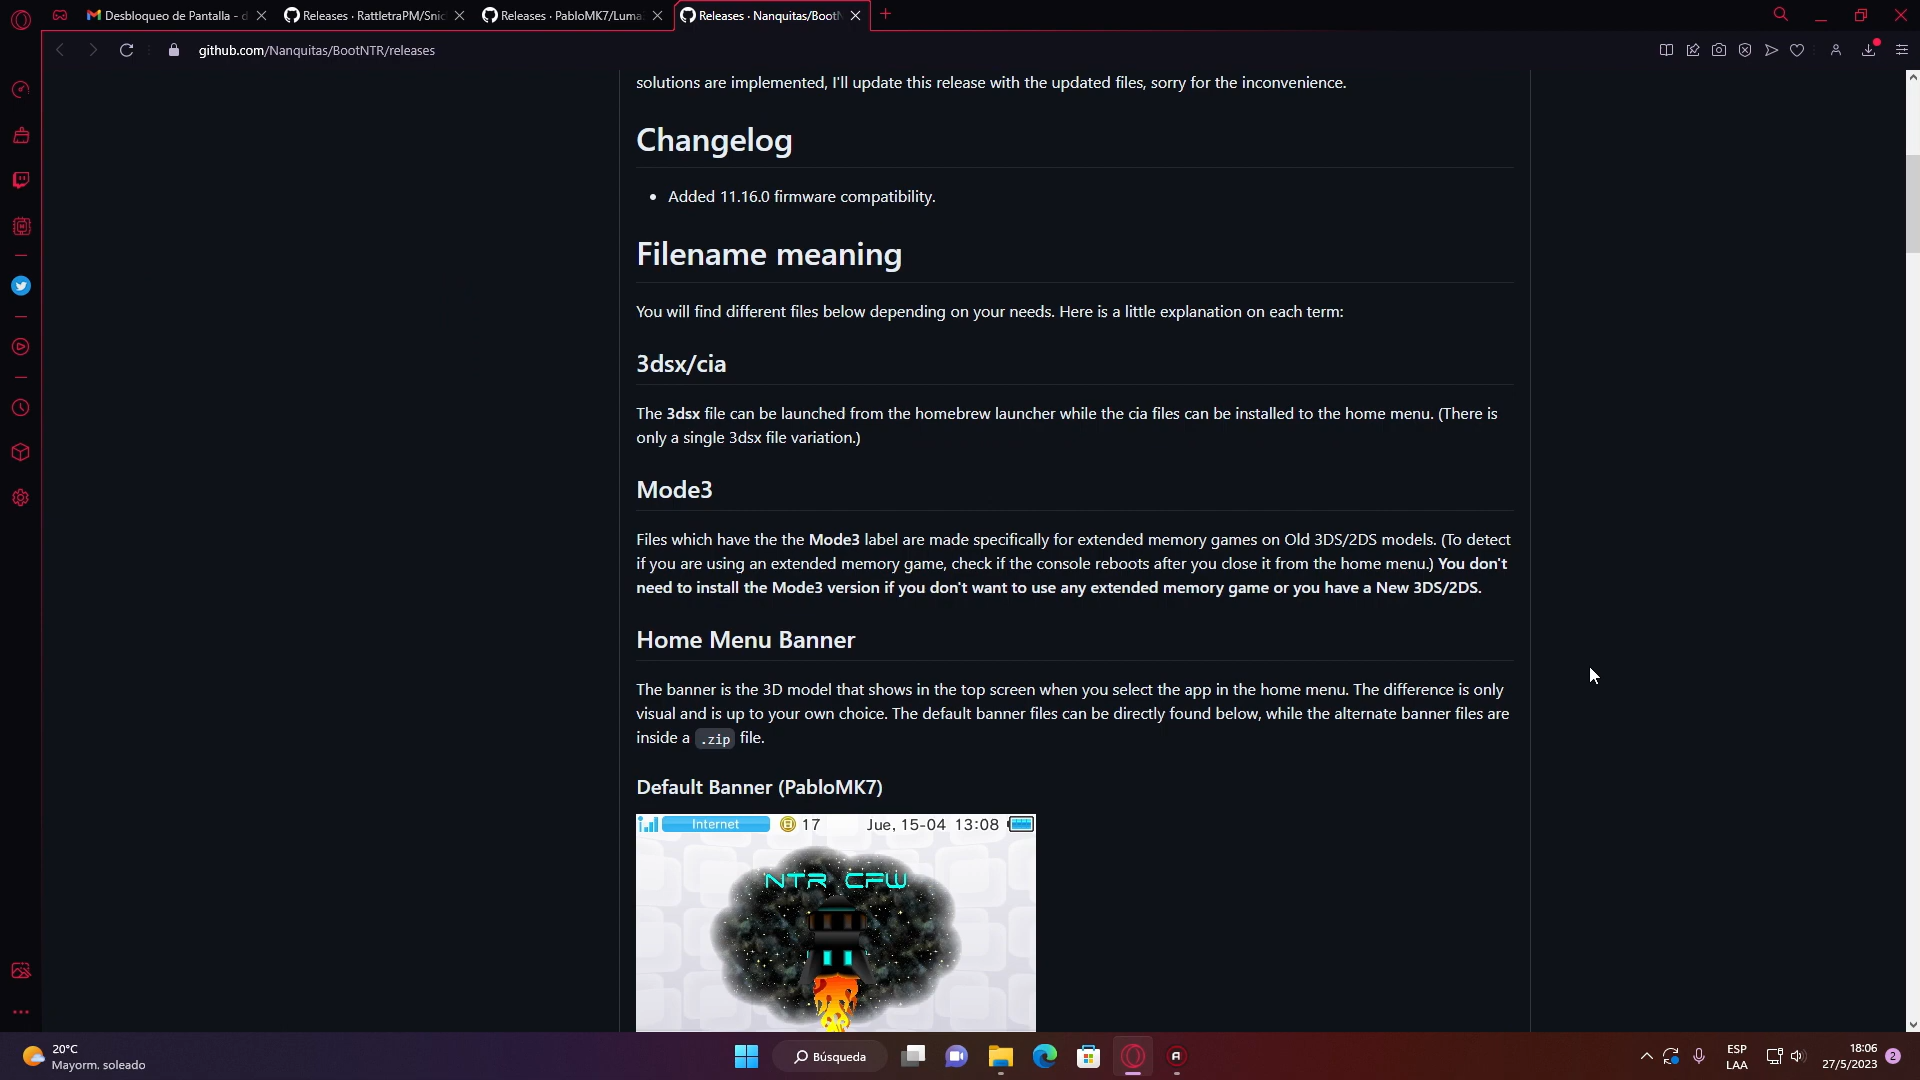 Desbloqueo de Pantalla - d
Releases · RattletraPM/Snic
Releases · PabloMK7/Luma
Releases · Nanquitas/BootN
github.com/Nanquitas/BootNTR/releases
solutions are implemented, I'll update this release with the updated files, sorry for the inconvenience.
Changelog
Added 11.16.0 firmware compatibility.
Filename meaning
You will find different files below depending on your needs. Here is a little explanation on each term:
3dsx/cia
The 3dsx file can be launched from the homebrew launcher while the cia files can be installed to the home menu. (There is
only a single 3dsx file variation.)
Mode3
Files which have the the Mode3 label are made specifically for extended memory games on Old 3DS/2DS models. (To detect
if you are using an extended memory game, check if the console reboots after you close it from the home menu.) You don't
need to install the Mode3 version if you don't want to use any extended memory game or you have a New 3DS/2DS.
Home Menu Banner
The banner is the 3D model that shows in the top screen when you select the app in the home menu. The difference is only
visual and is up to your own choice. The default banner files can be directly found below, while the alternate banner files are
inside a .zip file.
Default Banner (PabloMK7)
Internet 17 Jue, 15-04 13:08
NTR CFW
20°C
Mayorm. soleado
Búsqueda
ESP
LAA
18:06
27/5/2023
2